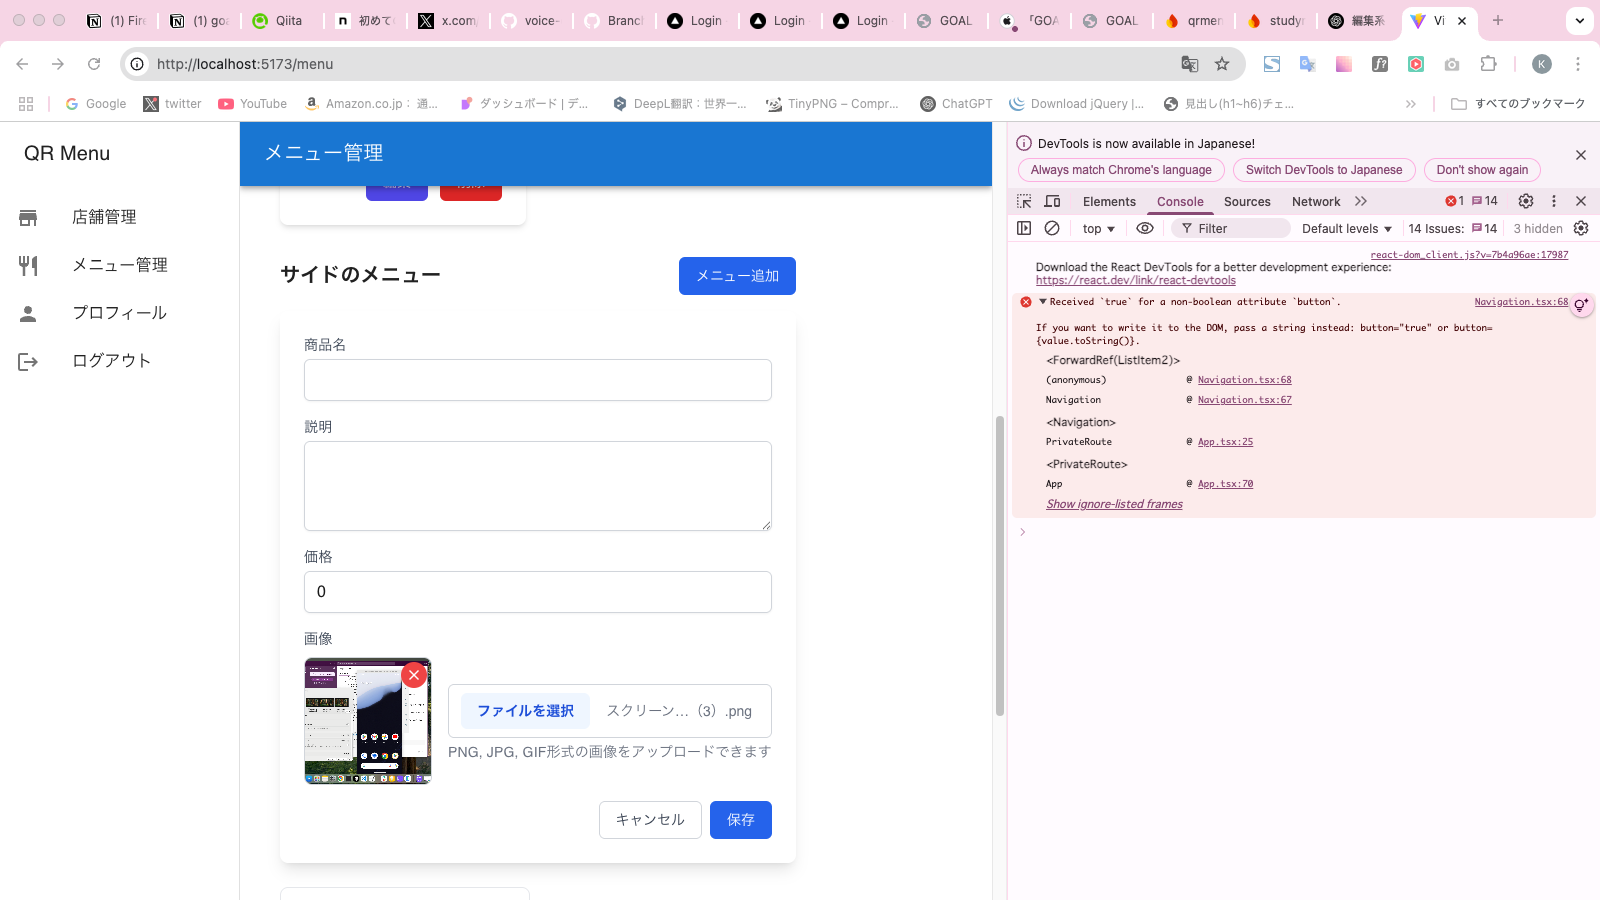 (1) Fire
(1) goa
Qiita
初めて
x.com
voice-
Branc
Login
Login
Login
GOAL
「GOA
GOAL
qrmen
studyn
編集系
Vi
http://localhost:5173/menu
K
Google
twitter
YouTube
Amazon.co.jp： 通...
ダッシュボード | デ...
DeepL翻訳：世界一...
TinyPNG – Compr...
ChatGPT
Download jQuery |...
見出し(h1~h6)チェ...
すべてのブックマーク
QR Menu
店舗管理
メニュー管理
プロフィール
ログアウト
メニュー管理
編集
削除
サイドのメニュー
メニュー追加
商品名
説明
価格
0
画像
ファイルを選択
スクリーン...（3）.png
PNG, JPG, GIF形式の画像をアップロードできます
キャンセル
保存
DevTools is now available in Japanese!
Always match Chrome's language
Switch DevTools to Japanese
Don't show again
Elements
Console
Sources
Network
1
14
top
Filter
Default levels
14 Issues:
14
3 hidden
react-dom_client.js?v=7b4a96ae:17987
Download the React DevTools for a better development experience:
https://react.dev/link/react-devtools
Received `true` for a non-boolean attribute `button`.
Navigation.tsx:68
If you want to write it to the DOM, pass a string instead: button="true" or button=
{value.toString()}.
<ForwardRef(ListItem2)>
(anonymous) @ Navigation.tsx:68
Navigation @ Navigation.tsx:67
<Navigation>
PrivateRoute @ App.tsx:25
<PrivateRoute>
App @ App.tsx:70
Show ignore-listed frames